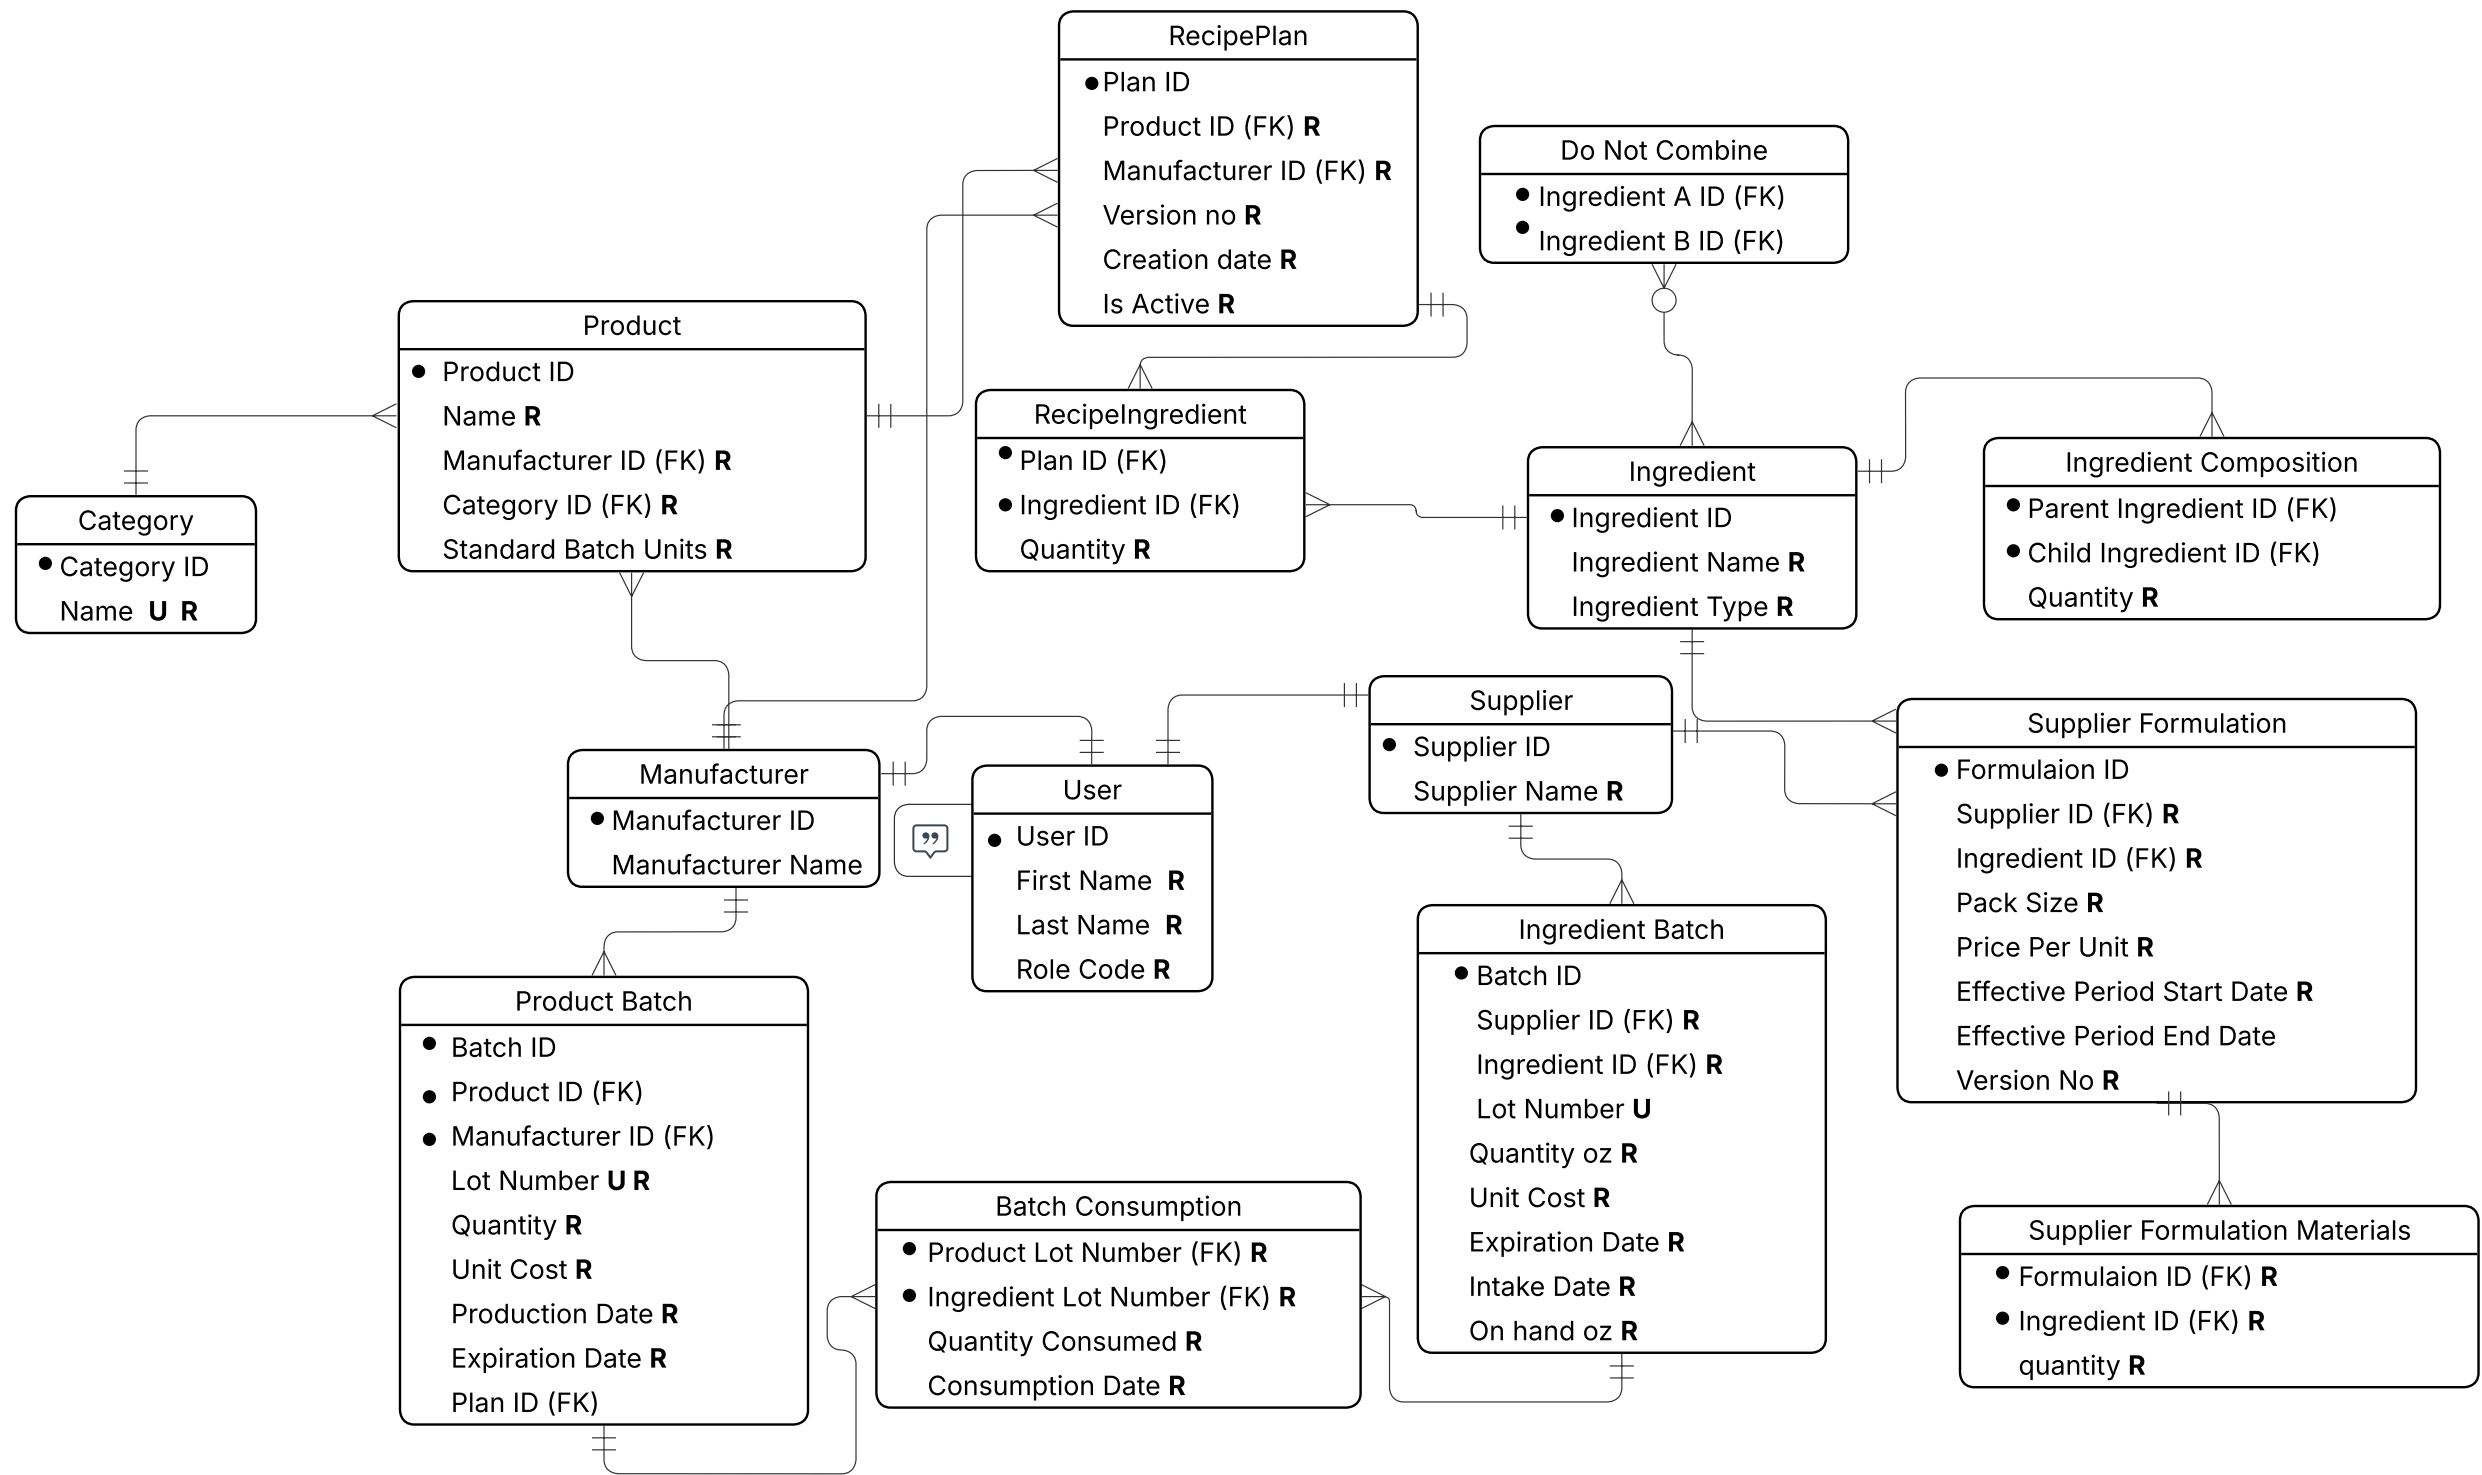 RecipePlan
Plan ID
Product ID (FK) R
Manufacturer ID (FK) R
Version no R
Creation date R
Is Active R
Do Not Combine
Ingredient A ID (FK)
Ingredient B ID (FK)
Product
Product ID
Name R
Manufacturer ID (FK) R
Category ID (FK) R
Standard Batch Units R
RecipeIngredient
Plan ID (FK)
Ingredient ID (FK)
Quantity R
Ingredient
Ingredient ID
Ingredient Name R
Ingredient Type R
Ingredient Composition
Parent Ingredient ID (FK)
Child Ingredient ID (FK)
Quantity R
Category
Category ID
Name U R
Supplier
Supplier ID
Supplier Name R
Supplier Formulation
Formulaion ID
Supplier ID (FK) R
Ingredient ID (FK) R
Pack Size R
Price Per Unit R
Effective Period Start Date R
Effective Period End Date
Version No R
Manufacturer
Manufacturer ID
Manufacturer Name
User
User ID
First Name R
Last Name R
Role Code R
Ingredient Batch
Batch ID
Supplier ID (FK) R
Ingredient ID (FK) R
Lot Number U
Quantity oz R
Unit Cost R
Expiration Date R
Intake Date R
On hand oz R
Product Batch
Batch ID
Product ID (FK)
Manufacturer ID (FK)
Lot Number U R
Quantity R
Unit Cost R
Production Date R
Expiration Date R
Plan ID (FK)
Batch Consumption
Product Lot Number (FK) R
Ingredient Lot Number (FK) R
Quantity Consumed R
Consumption Date R
Supplier Formulation Materials
Formulaion ID (FK) R
Ingredient ID (FK) R
quantity R